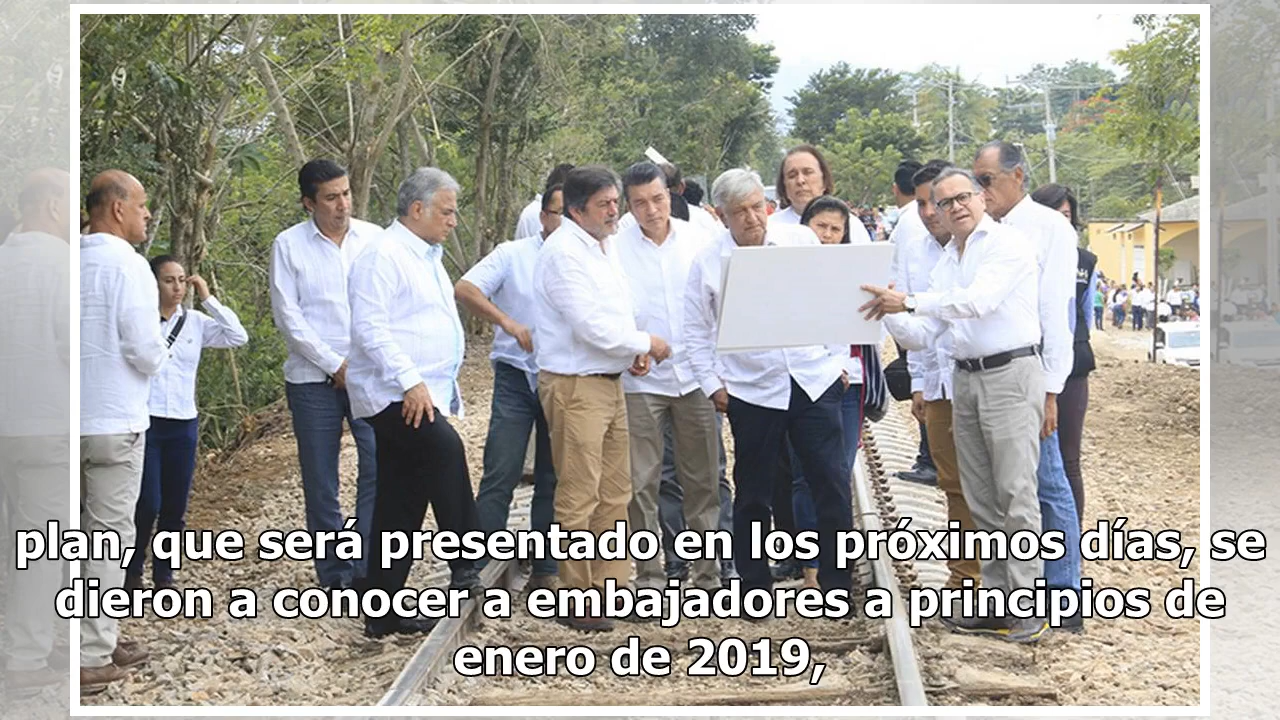 plan, que será presentado en los próximos días, se
dieron a conocer a embajadores a principios de
enero de 2019,